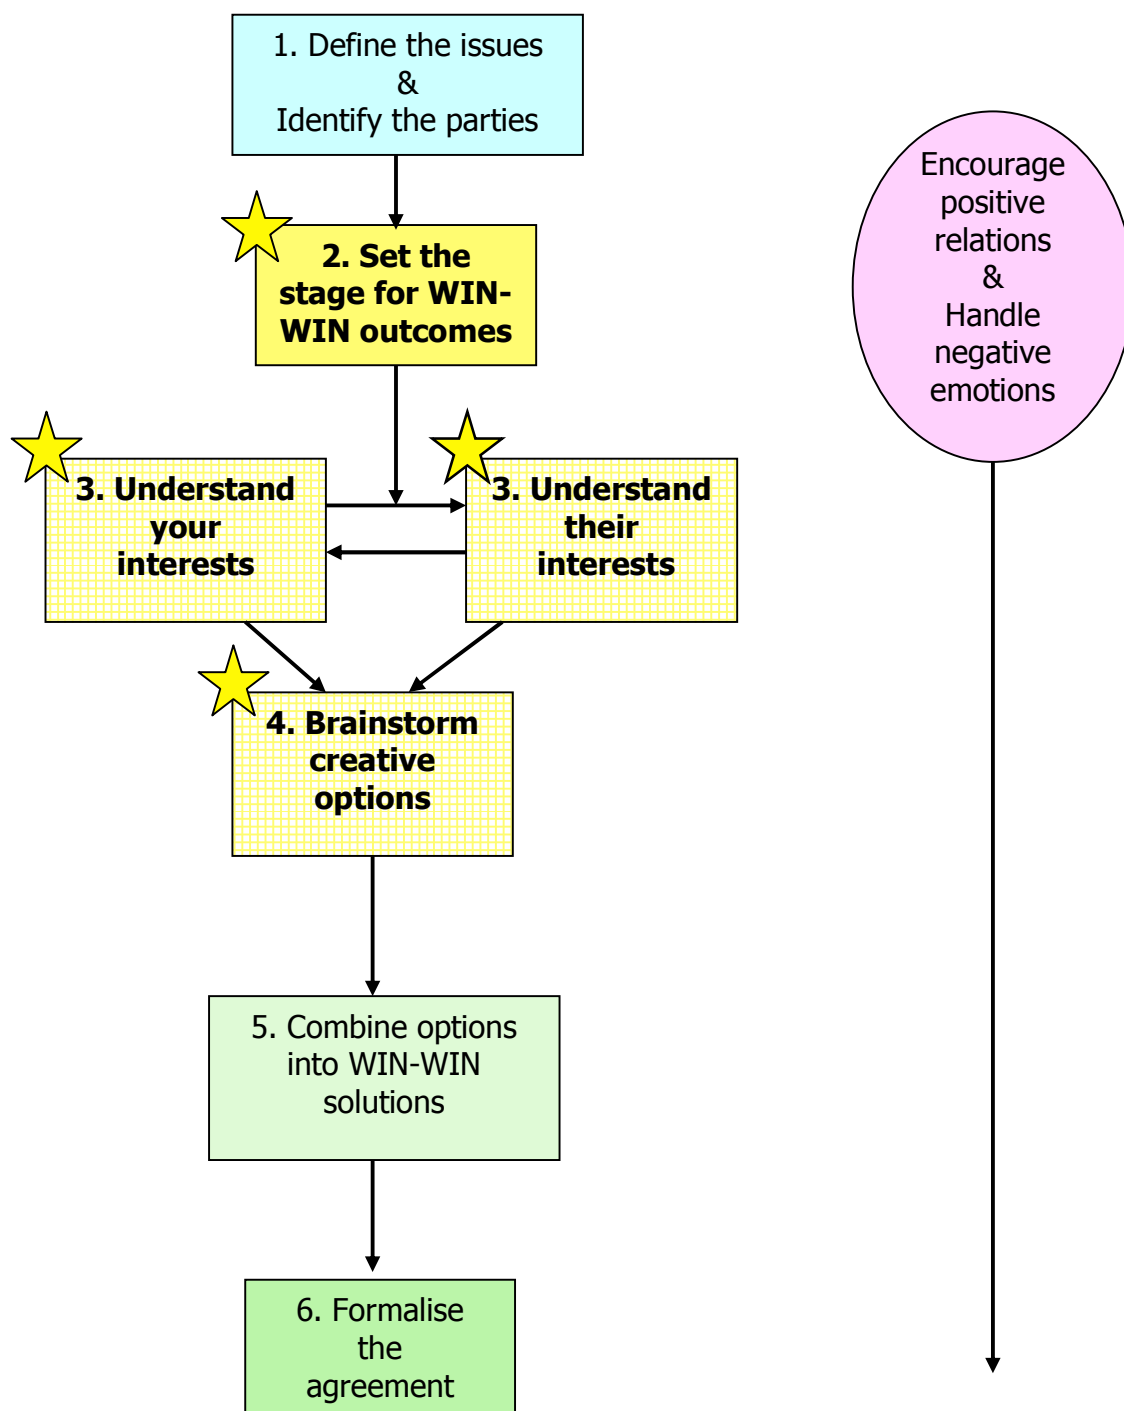 1. Define the issues
&
Identify the parties
Encourage
positive
relations
&
Handle
negative
emotions
2. Set the
stage for WIN-
WIN outcomes
3. Understand
your
interests
3. Understand
their
interests
4. Brainstorm
creative
options
5. Combine options
into WIN-WIN
solutions
6. Formalise
the
agreement